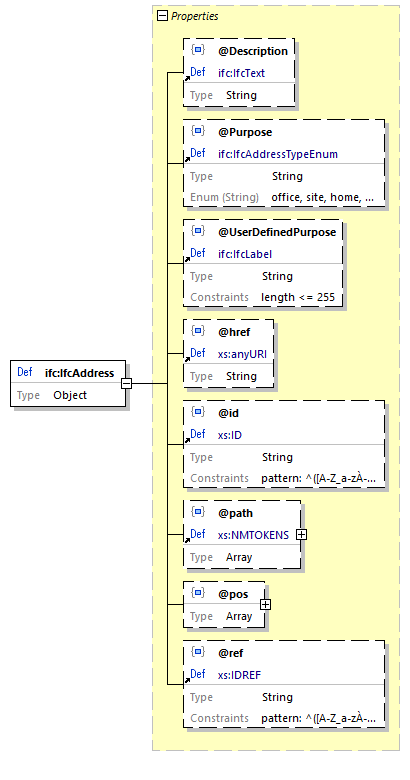 Properties
@Description
Def ifc:IfcText
Type String
@Purpose
Def ifc:IfcAddressTypeEnum
Type String
Enum (String) office, site, home, ...
@UserDefinedPurpose
Def ifc:IfcLabel
Type String
Constraints length <= 255
@href
Def xs:anyURI
Type String
Def ifc:IfcAddress
Type Object
@id
Def xs:ID
Type String
Constraints pattern: ^([A-Z_a-zÀ-...
@path
Def xs:NMTOKENS
Type Array
@pos
Type Array
@ref
Def xs:IDREF
Type String
Constraints pattern: ^([A-Z_a-zÀ-...